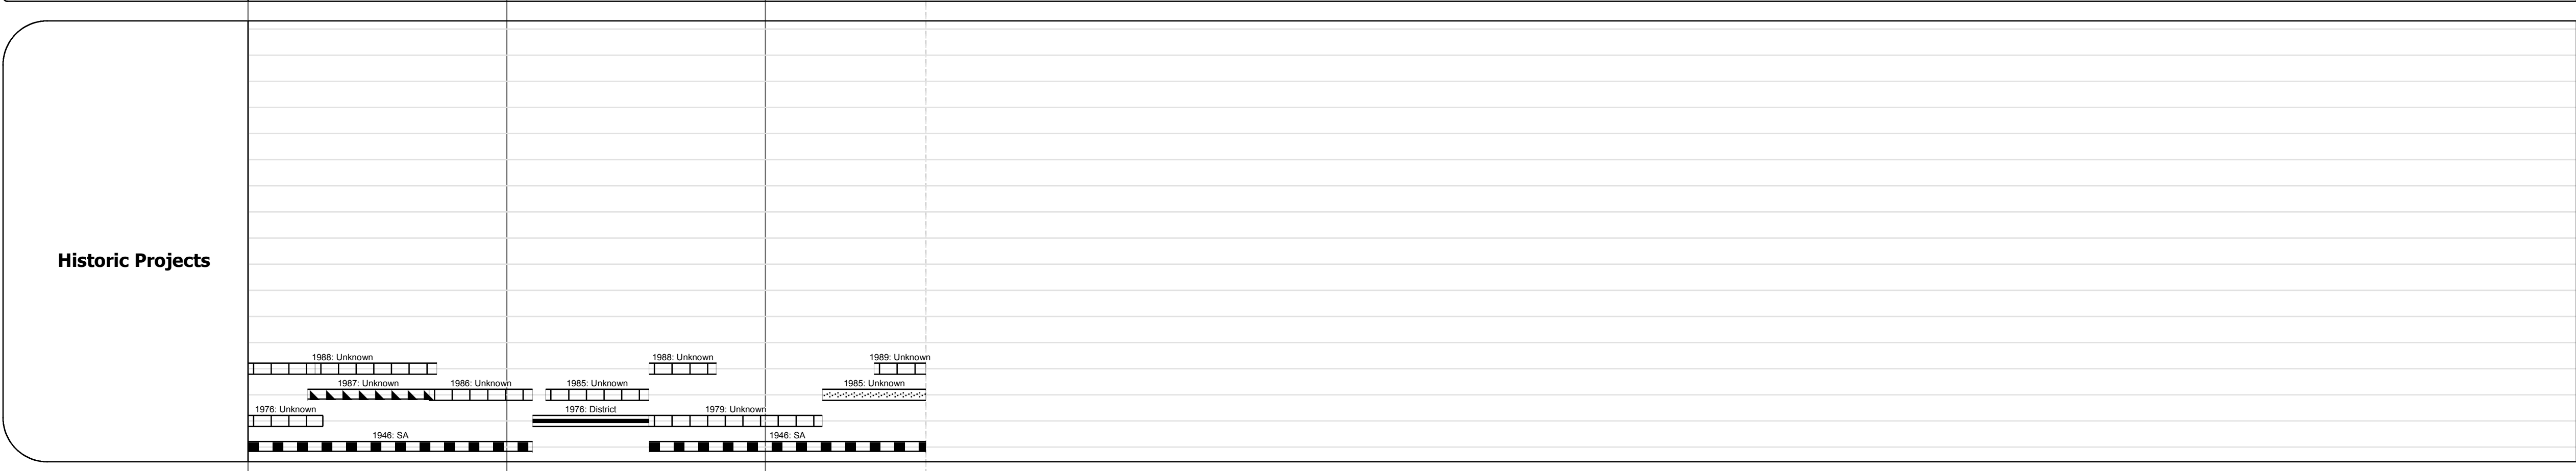 1988: Unknown 1988: Unknown 1989: Unknown
1987: Unknown 1986: Unknown 1985: Unknown 1985: Unknown
1976: Unknown 1976: District 1979: Unknown
1946: SA 1946: SA
Historic Projects